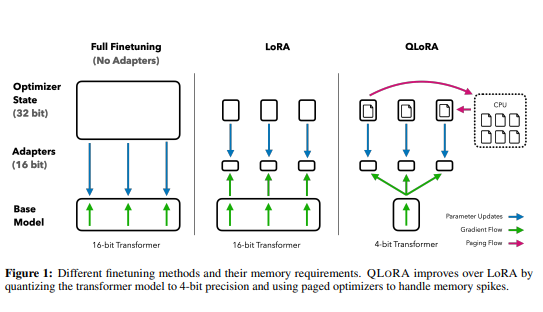 Full Finetuning
(No Adapters)
LoRA
QLoRA
Optimizer
State
(32 bit)
CPU
Adapters
(16 bit)
Base
Model
Parameter Updates
Gradient Flow
Paging Flow
16-bit Transformer
16-bit Transformer
4-bit Transformer
Figure 1: Different finetuning methods and their memory requirements. QLORA improves over LoRA by
quantizing the transformer model to 4-bit precision and using paged optimizers to handle memory spikes.